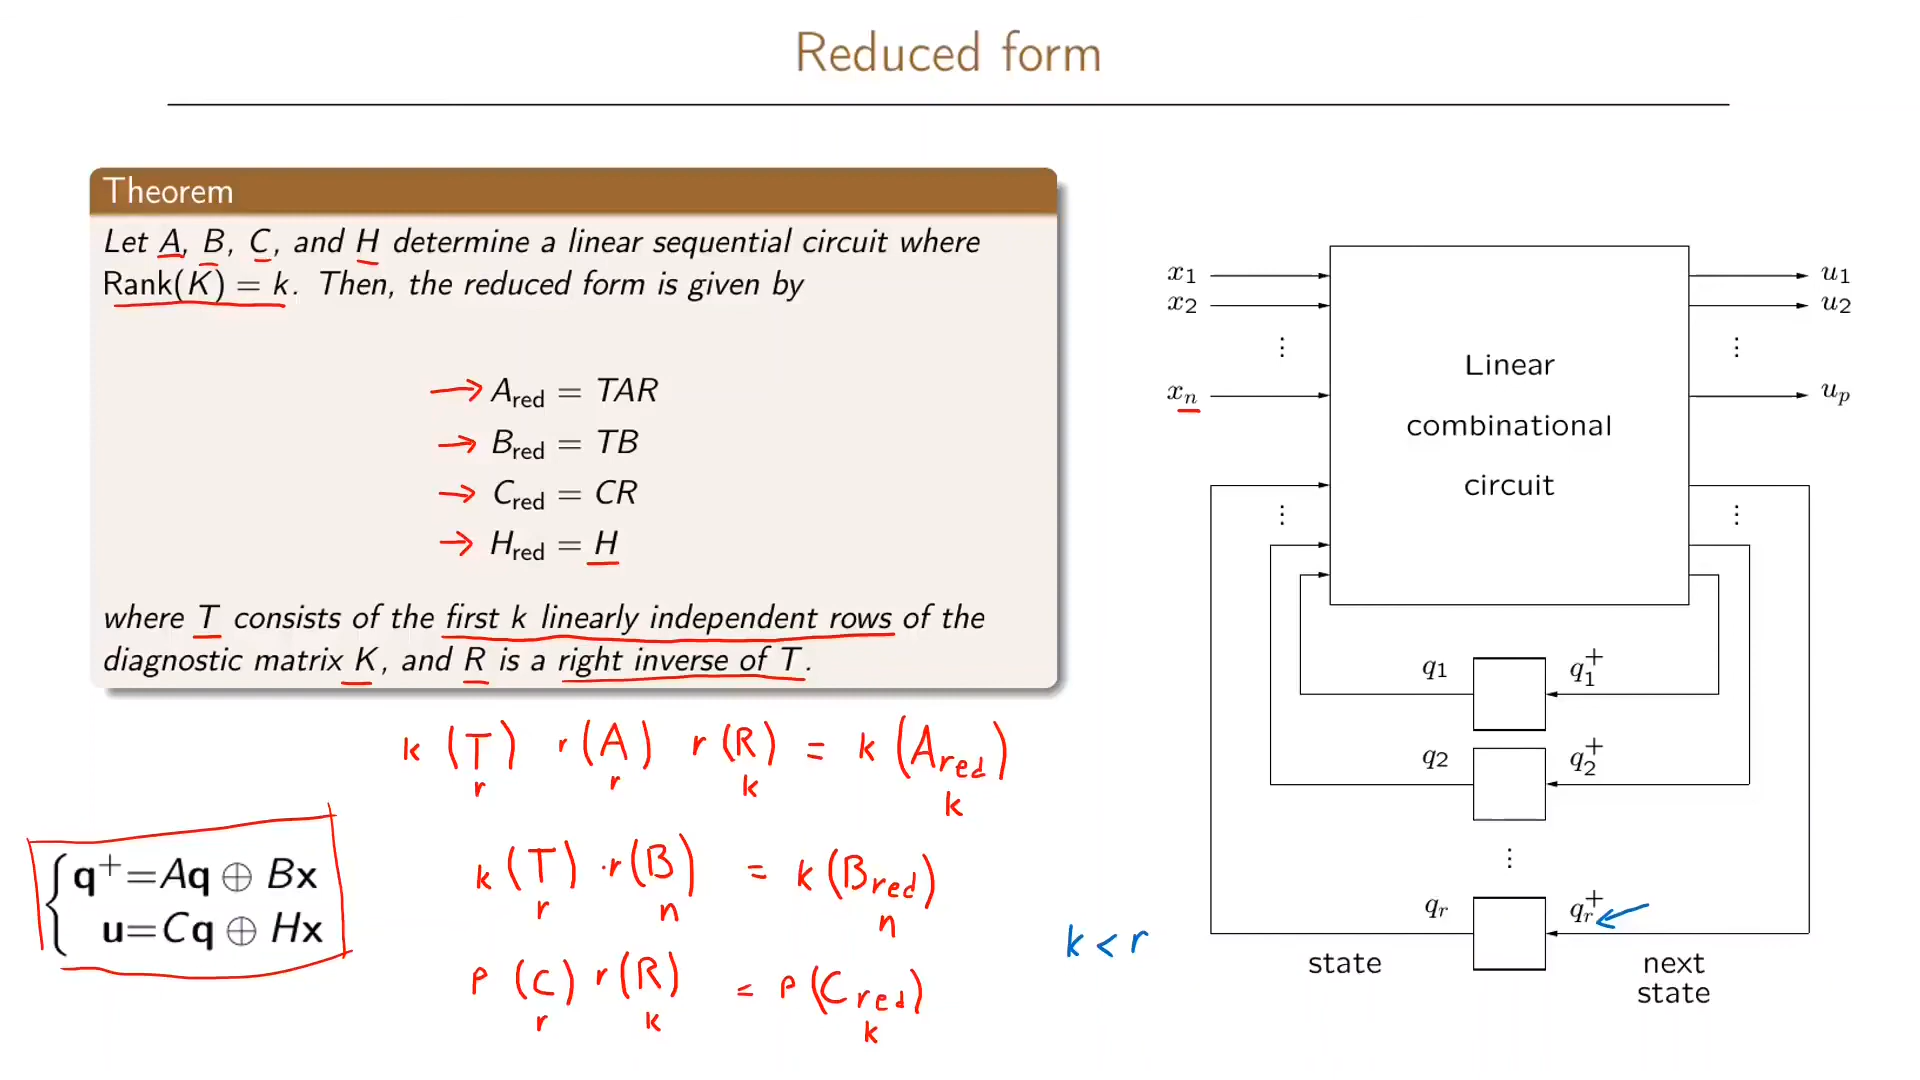 Reduced form
Theorem
Let A, B, C, and H determine a linear sequential circuit where
Rank(K) = k. Then, the reduced form is given by
→ A_red = TAR
→ B_red = TB
→ C_red = CR
→ H_red = H
where T consists of the first k linearly independent rows of the
diagnostic matrix K, and R is a right inverse of T.
k (T) r (A) r (R) = k (A_red)
r r k k
k (T) · r (B) = k (B_red)
r n n
p (C) r (R) = p (C_red)
r k k
{ q⁺=Aq ⊕ Bx
u=Cq ⊕ Hx
k < r
x₁
x₂
⋮
xₙ
⋮
Linear
combinational
circuit
u₁
u₂
⋮
uₚ
⋮
q₁ q₁⁺
q₂ q₂⁺
⋮
qᵣ qᵣ⁺
state
next
state